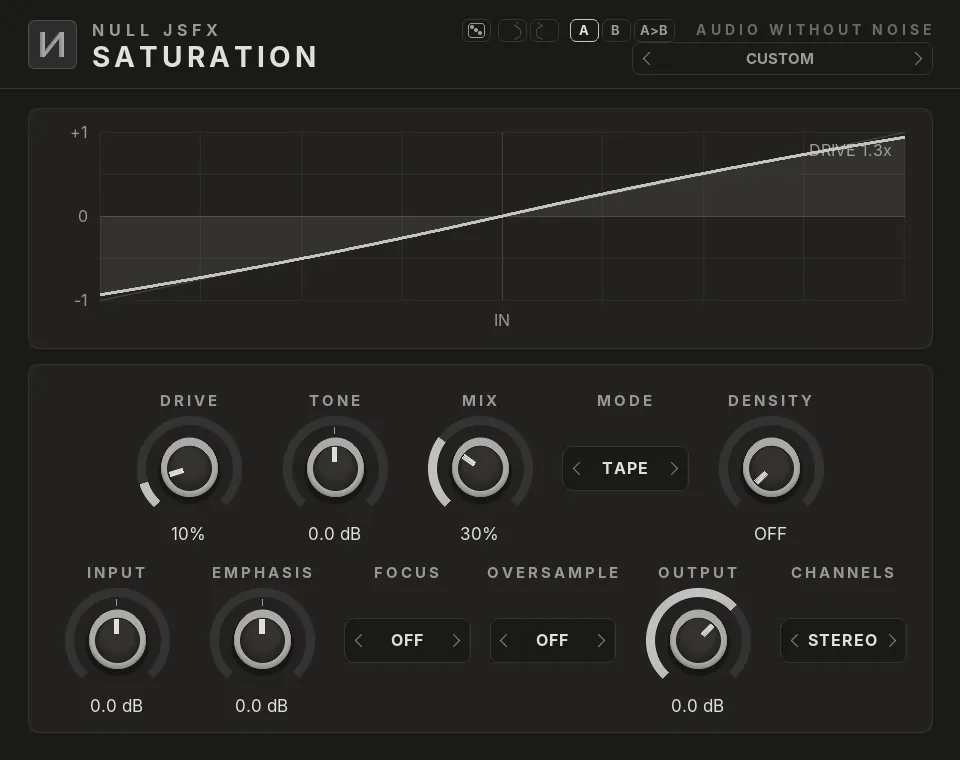 NULL JSFX
SATURATION
A B A>B
AUDIO WITHOUT NOISE
CUSTOM
+1
DRIVE 1.3x
0
-1
IN
DRIVE TONE MIX MODE DENSITY
TAPE
10% 0.0 dB 30% OFF
INPUT EMPHASIS FOCUS OVERSAMPLE OUTPUT CHANNELS
OFF OFF STEREO
0.0 dB 0.0 dB 0.0 dB